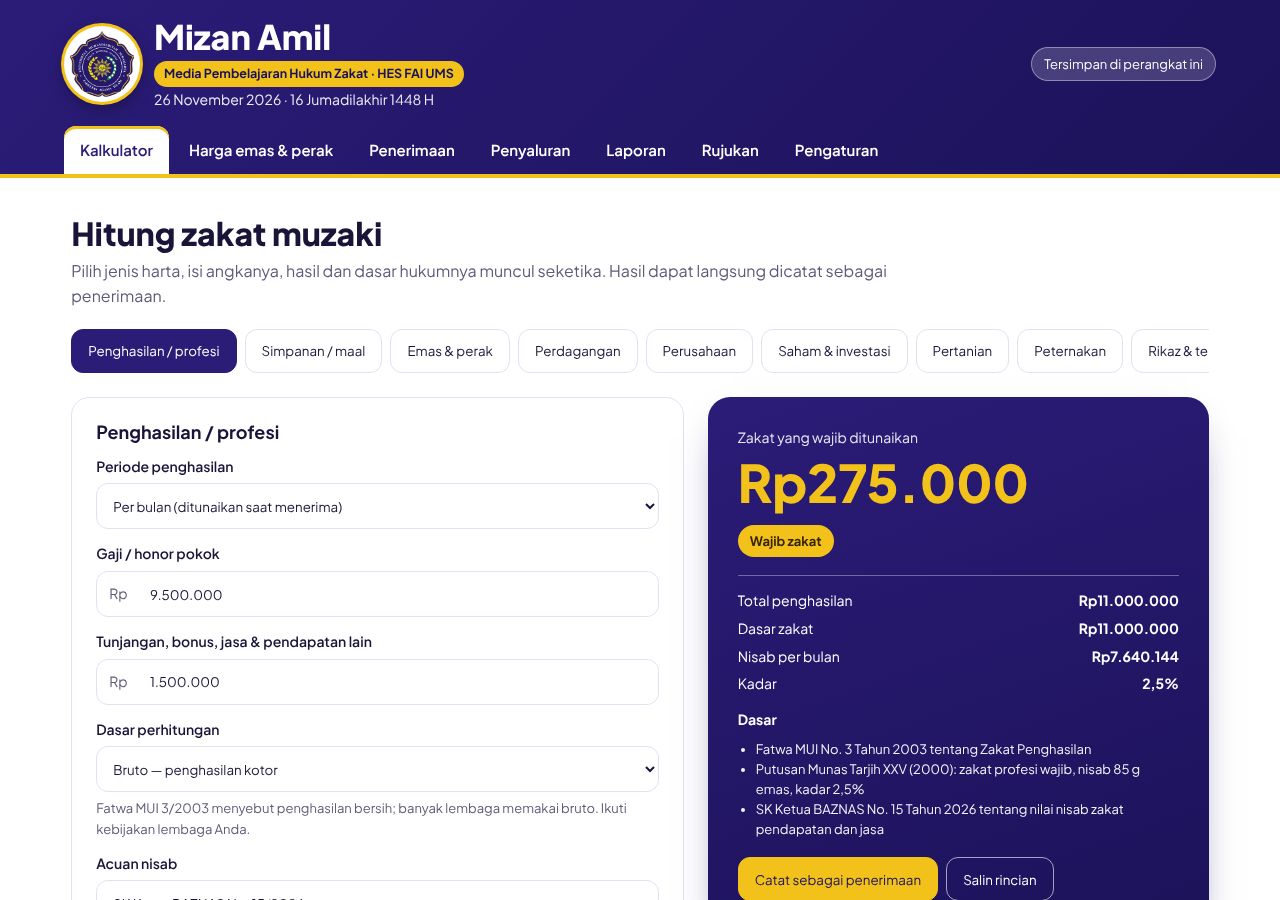 Mizan Amil
Media Pembelajaran Hukum Zakat · HES FAI UMS
26 November 2026 · 16 Jumadilakhir 1448 H
Tersimpan di perangkat ini
Kalkulator
Harga emas & perak
Penerimaan
Penyaluran
Laporan
Rujukan
Pengaturan
Hitung zakat muzaki
Pilih jenis harta, isi angkanya, hasil dan dasar hukumnya muncul seketika. Hasil dapat langsung dicatat sebagai
penerimaan.
Penghasilan / profesi
Simpanan / maal
Emas & perak
Perdagangan
Perusahaan
Saham & investasi
Pertanian
Peternakan
Rikaz & te
Penghasilan / profesi
Periode penghasilan
Per bulan (ditunaikan saat menerima)
Gaji / honor pokok
Rp 9.500.000
Tunjangan, bonus, jasa & pendapatan lain
Rp 1.500.000
Dasar perhitungan
Bruto — penghasilan kotor
Fatwa MUI 3/2003 menyebut penghasilan bersih; banyak lembaga memakai bruto. Ikuti
kebijakan lembaga Anda.
Acuan nisab
Zakat yang wajib ditunaikan
Rp275.000
Wajib zakat
Total penghasilan Rp11.000.000
Dasar zakat Rp11.000.000
Nisab per bulan Rp7.640.144
Kadar 2,5%
Dasar
• Fatwa MUI No. 3 Tahun 2003 tentang Zakat Penghasilan
• Putusan Munas Tarjih XXV (2000): zakat profesi wajib, nisab 85 g
emas, kadar 2,5%
• SK Ketua BAZNAS No. 15 Tahun 2026 tentang nilai nisab zakat
pendapatan dan jasa
Catat sebagai penerimaan
Salin rincian